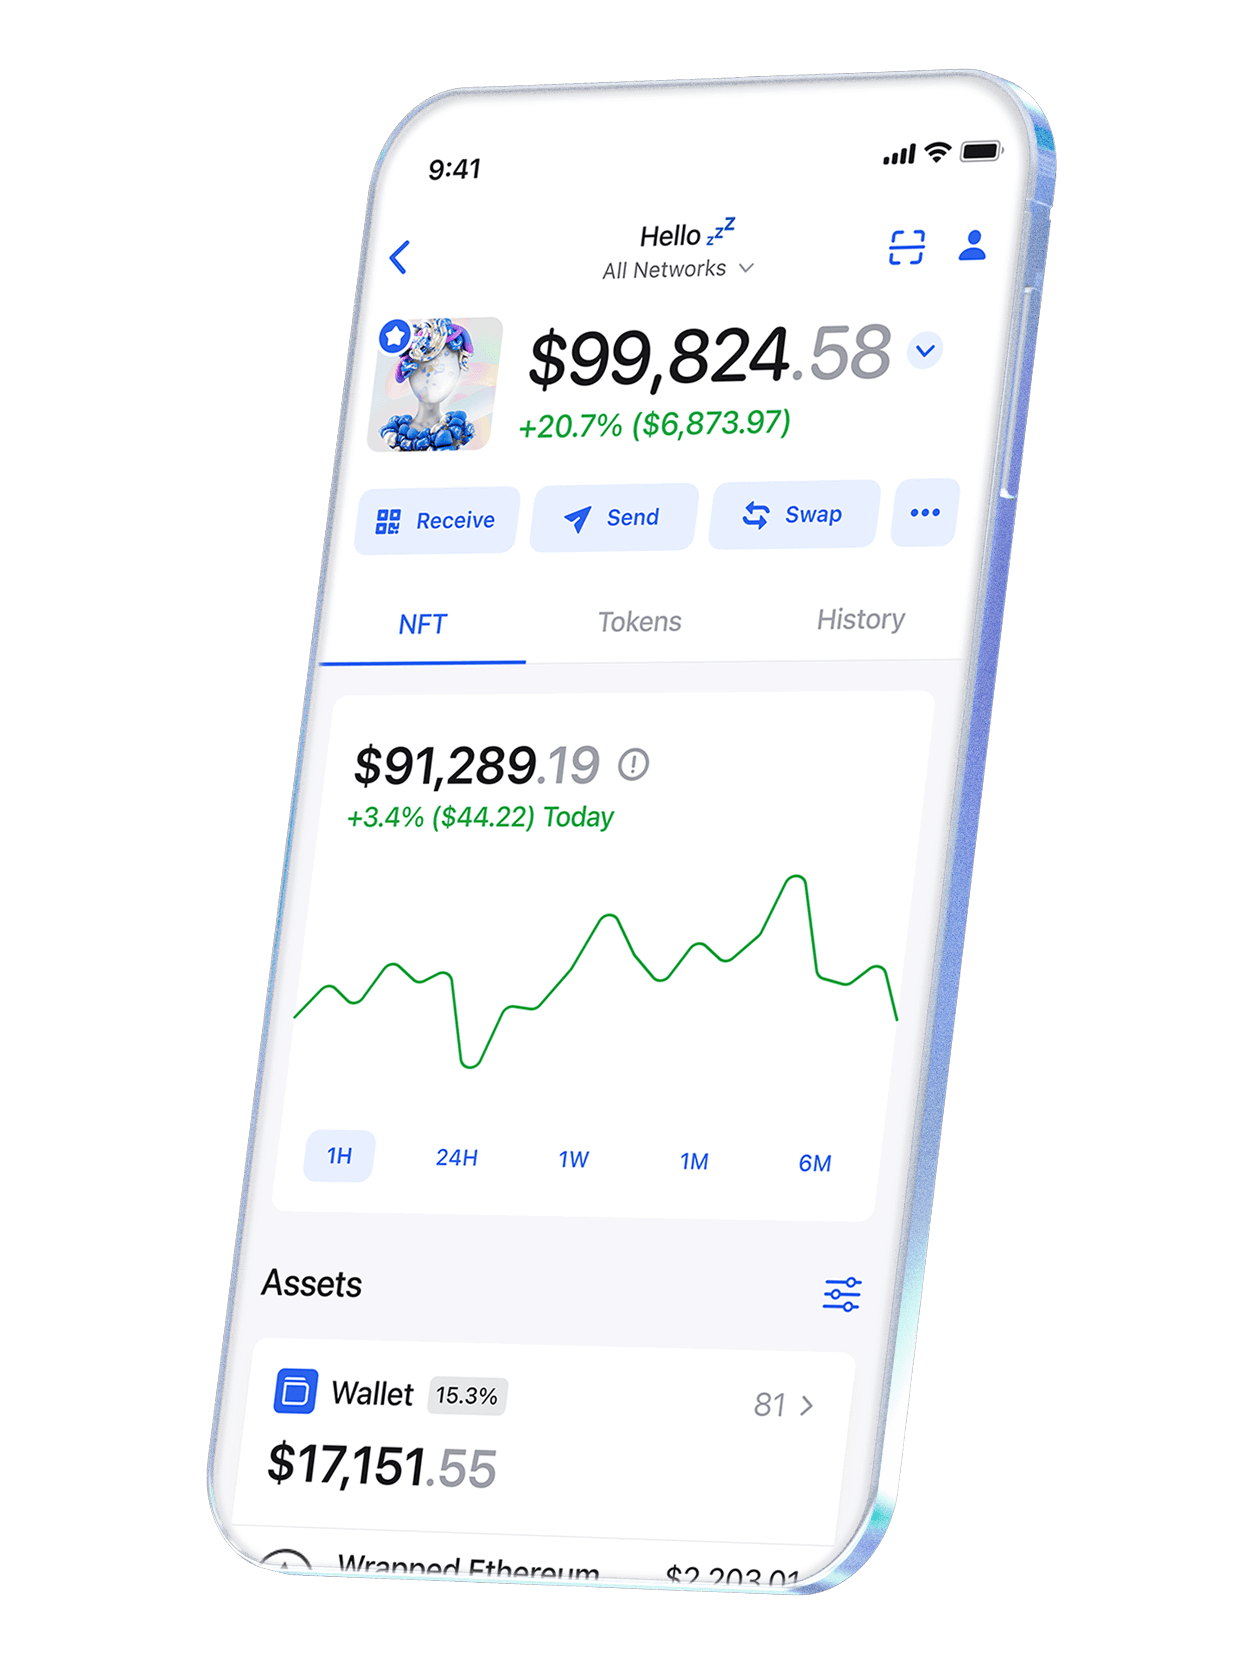 9:41
Hello zzZ
All Networks
$99,824.58
+20.7% ($6,873.97)
Receive Send Swap
NFT Tokens History
$91,289.19
+3.4% ($44.22) Today
1H 24H 1W 1M 6M
Assets
Wallet 15.3% 81
$17,151.55
Wrapped Ethereum $2,203.01